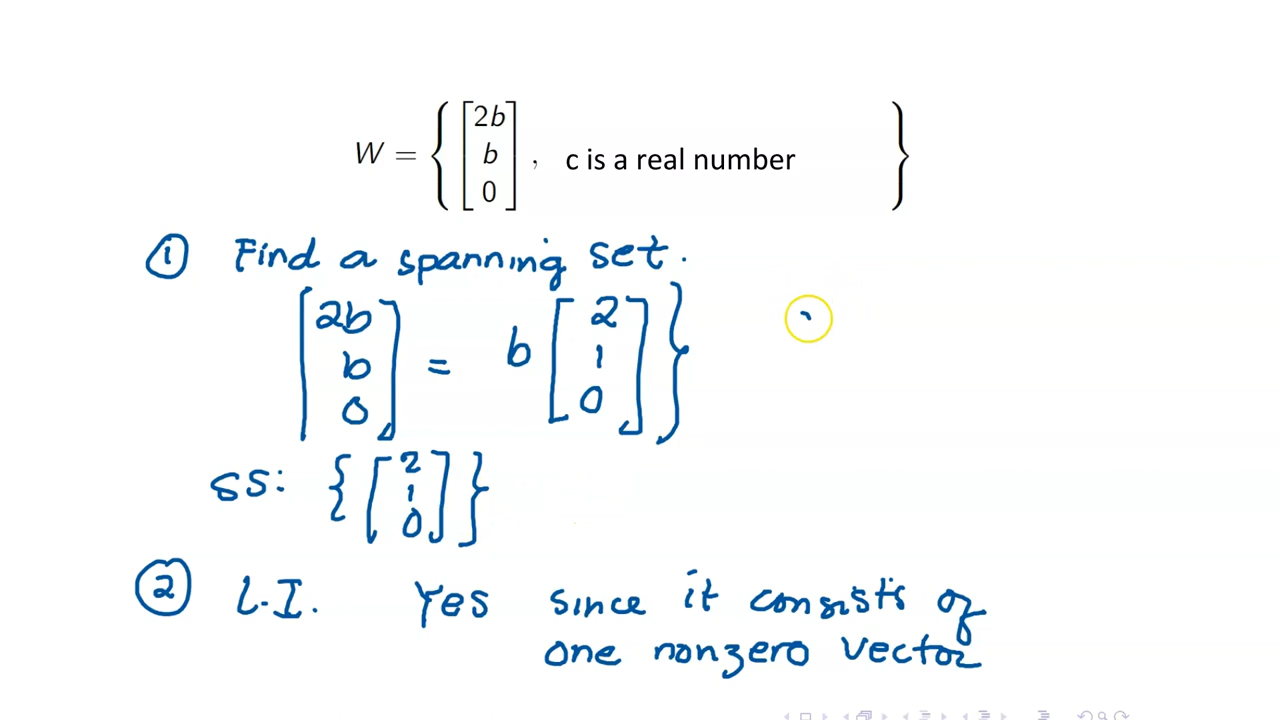 W = { [2b b 0] , c is a real number }
① Find a spanning set.
[2b b 0] = b [2 1 0] }
SS: { [2 1 0] }
② L.I. Yes since it consists of
one nonzero vector